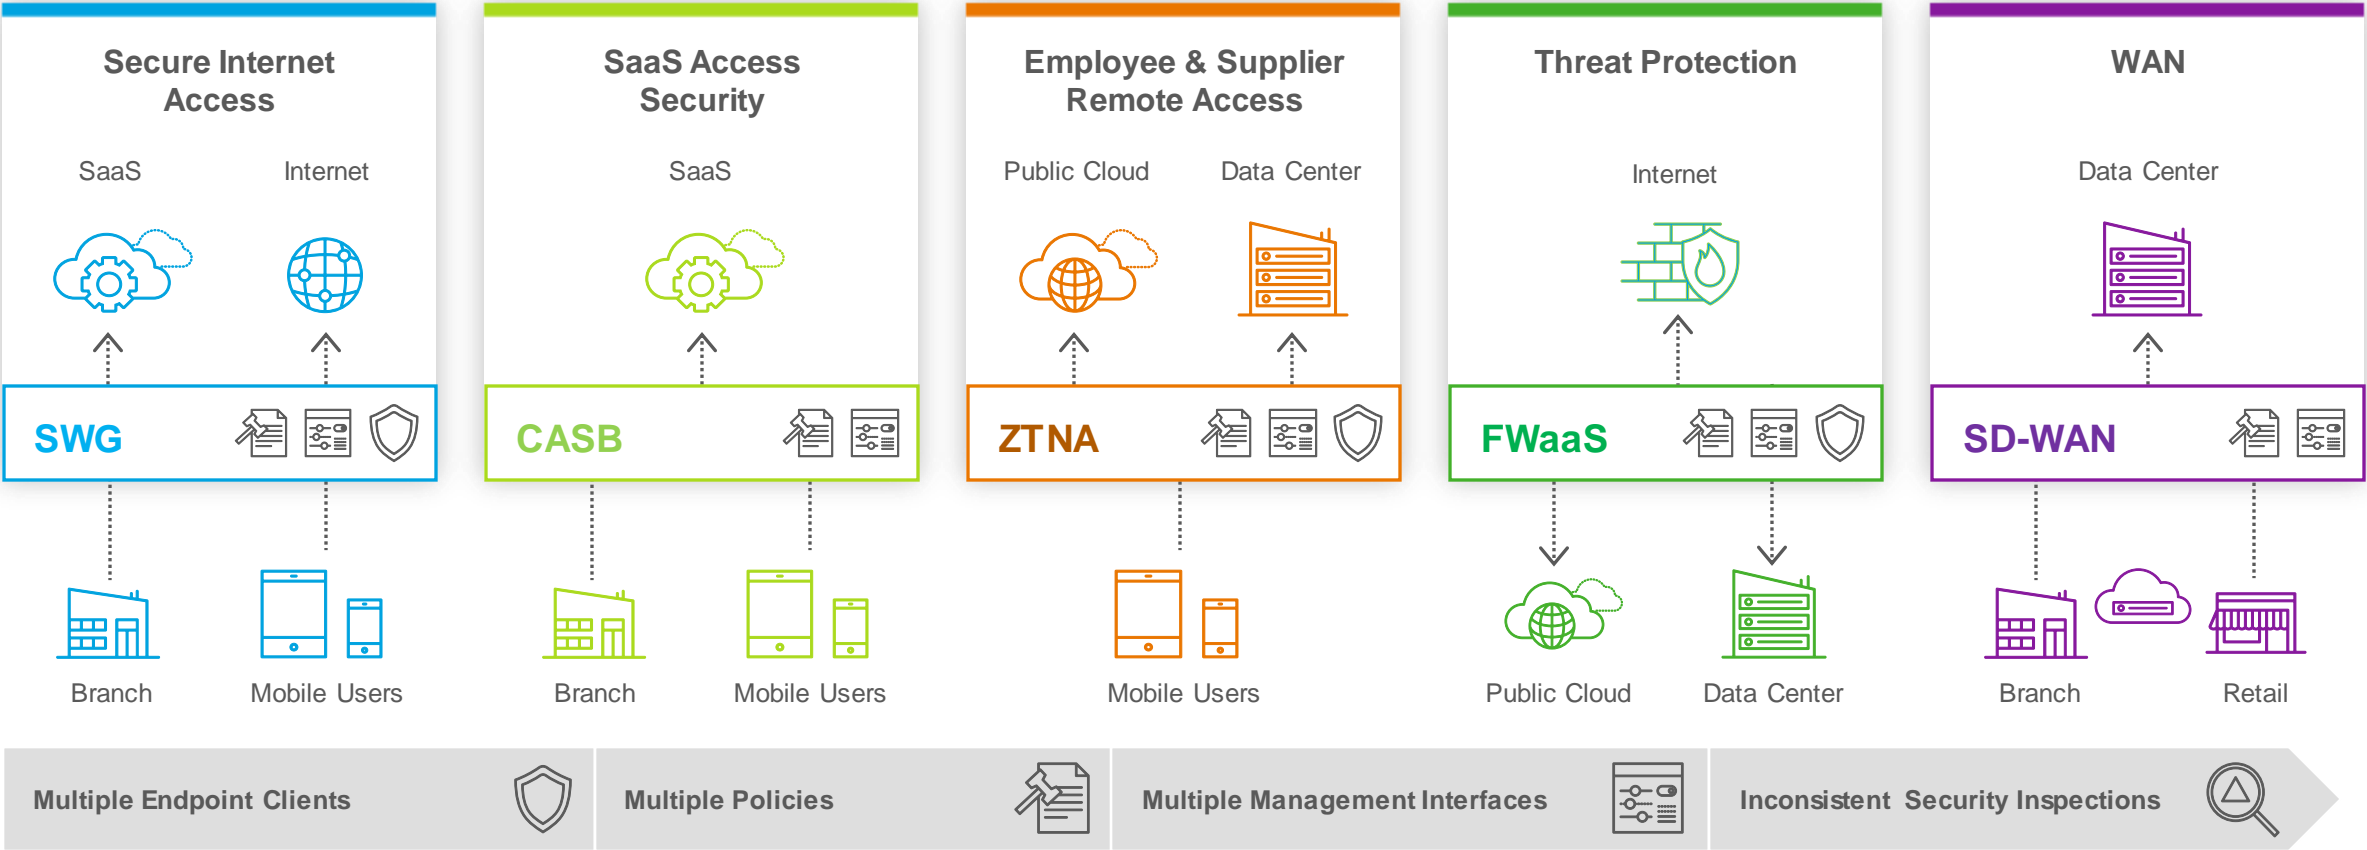 Secure Internet
Access
SaaS
Internet
SWG
Branch
Mobile Users
SaaS Access
Security
SaaS
CASB
Branch
Mobile Users
Employee & Supplier
Remote Access
Public Cloud
Data Center
ZTNA
Mobile Users
Threat Protection
Internet
FWaaS
Public Cloud
Data Center
WAN
Data Center
SD-WAN
Branch
Retail
Multiple Endpoint Clients
Multiple Policies
Multiple Management Interfaces
Inconsistent Security Inspections